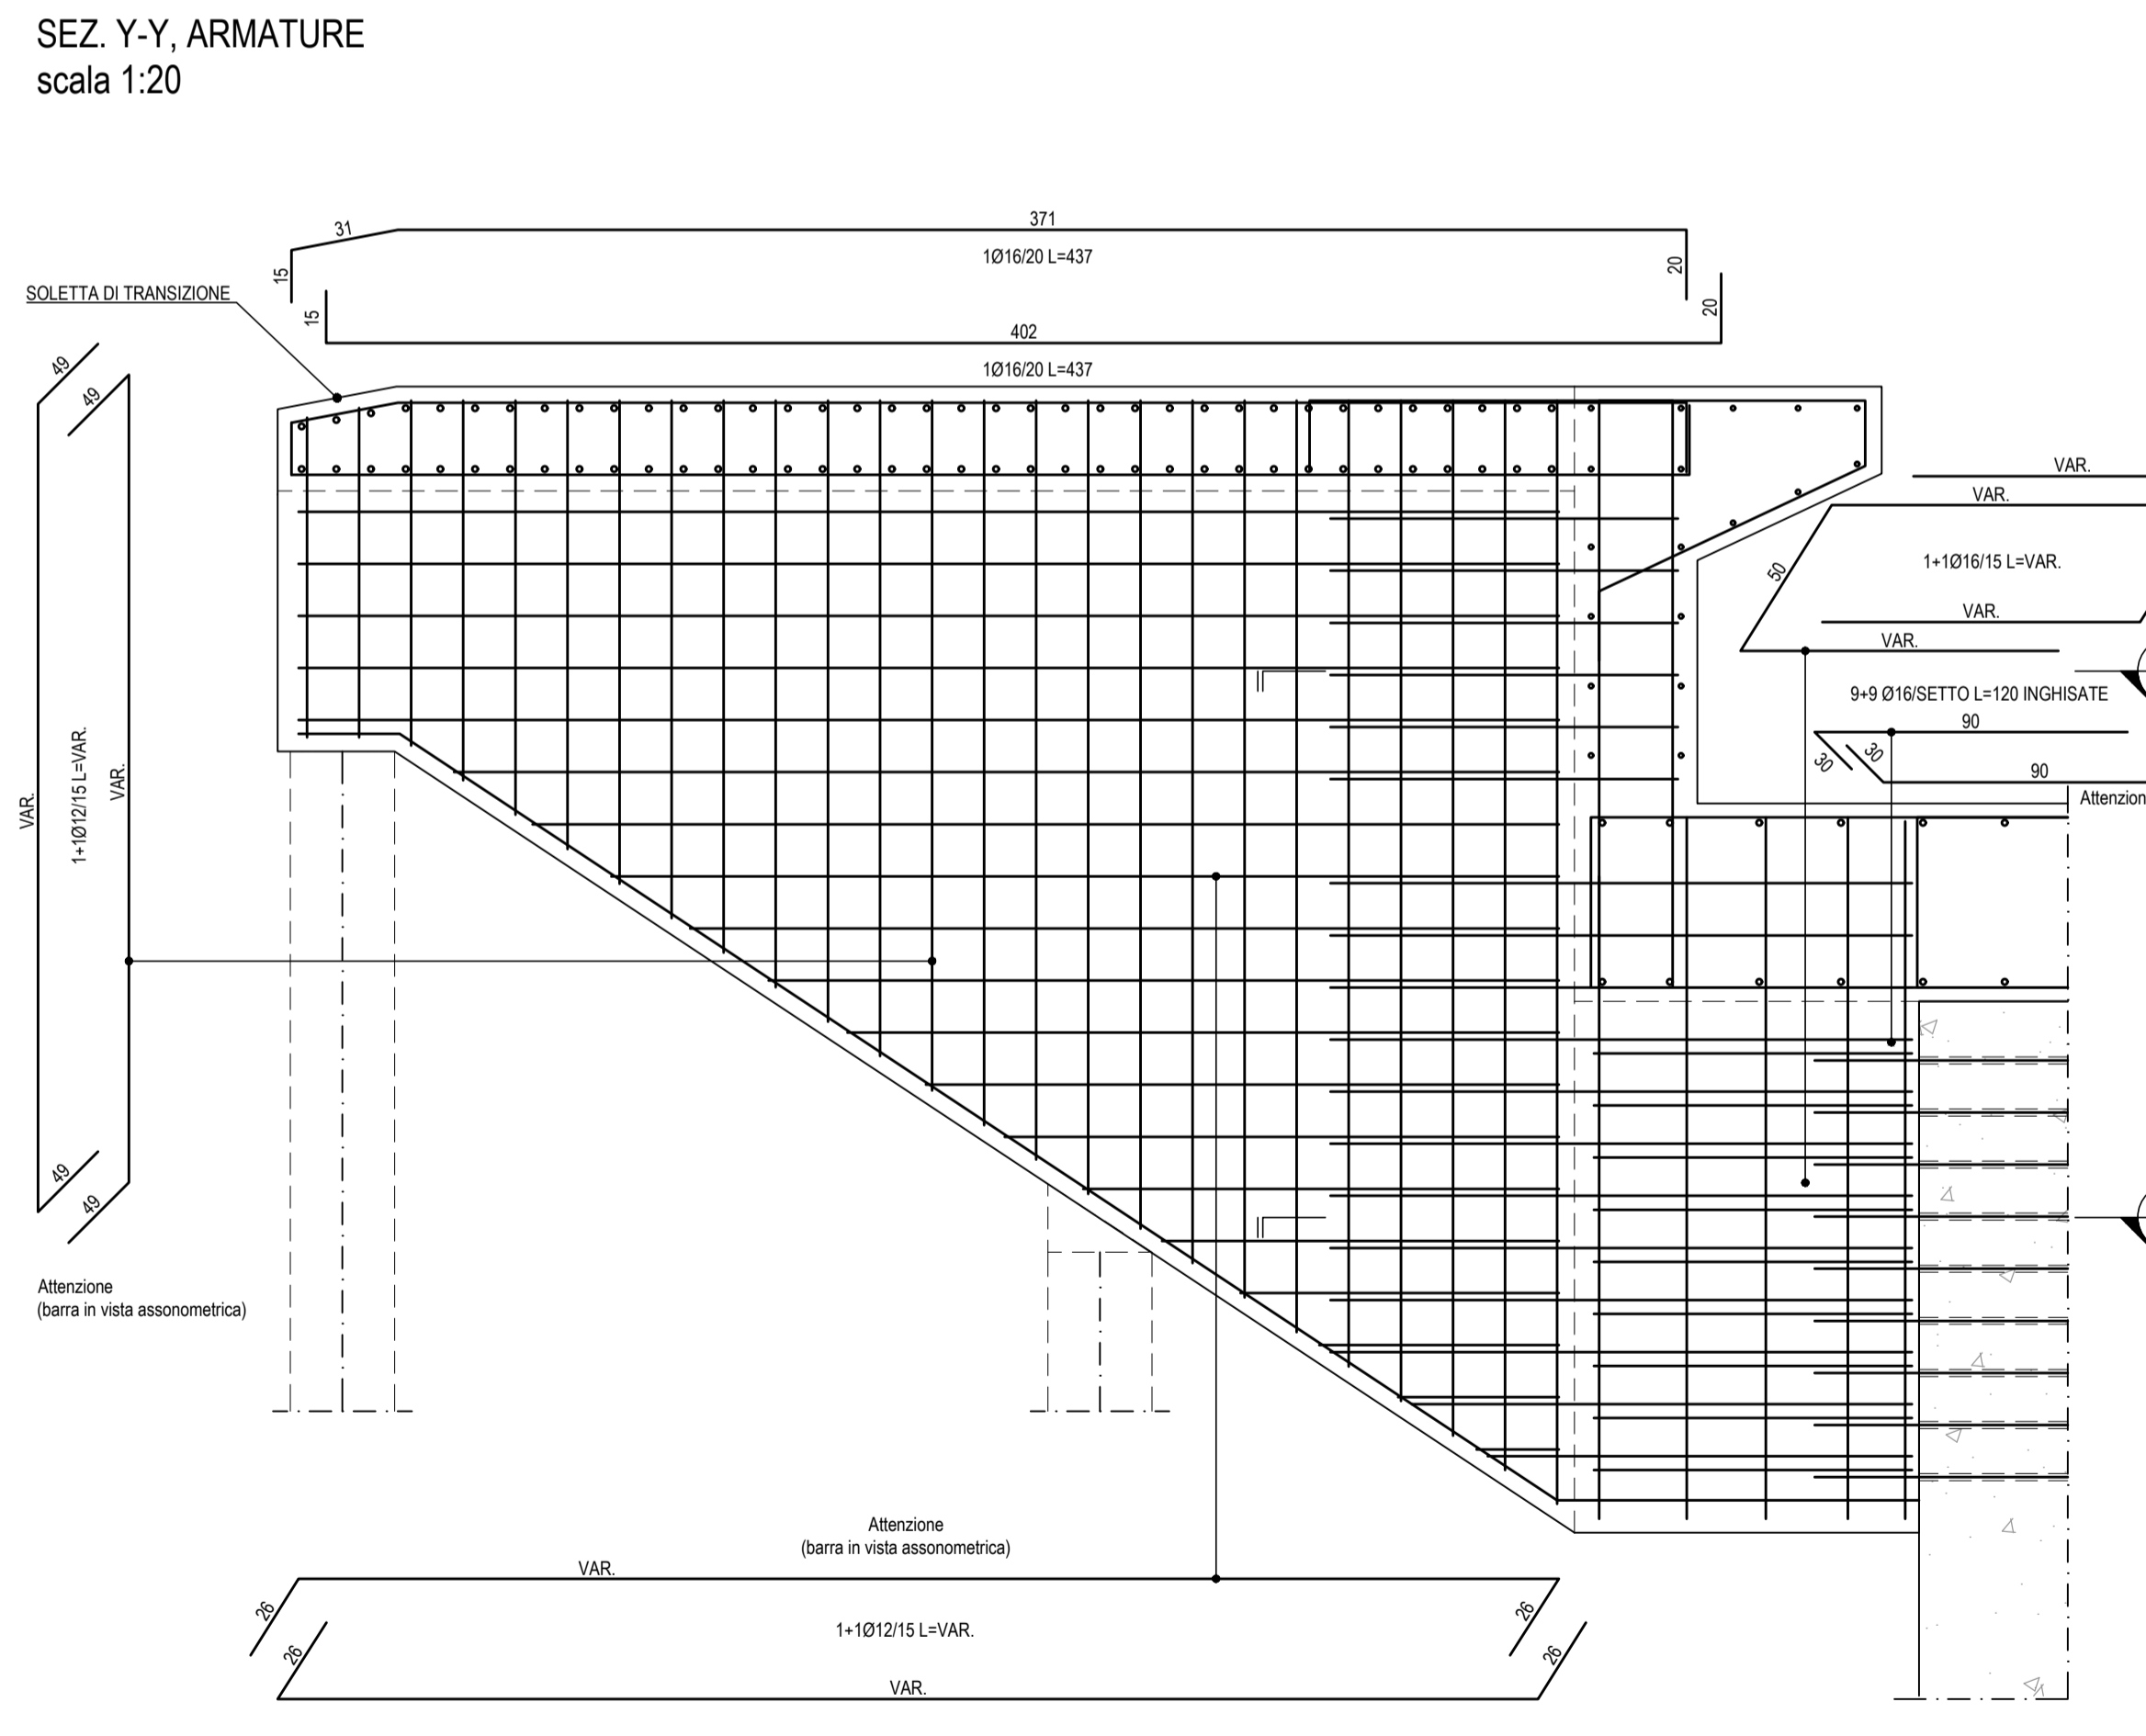 SEZ. Y-Y, ARMATURE
scala 1:20
31
371
1Ø16/20 L=437
15
20
SOLETTA DI TRANSIZIONE
15
402
20
1Ø16/20 L=437
49
49
VAR.
1+1Ø12/15 L=VAR.
VAR.
49
49
Attenzione
(barra in vista assonometrica)
VAR.
VAR.
50
1+1Ø16/15 L=VAR.
VAR.
VAR.
9+9 Ø16/SETTO L=120 INGHISATE
90
30
30
90
Attenzion
Attenzione
(barra in vista assonometrica)
VAR.
26
26
1+1Ø12/15 L=VAR.
26
26
VAR.